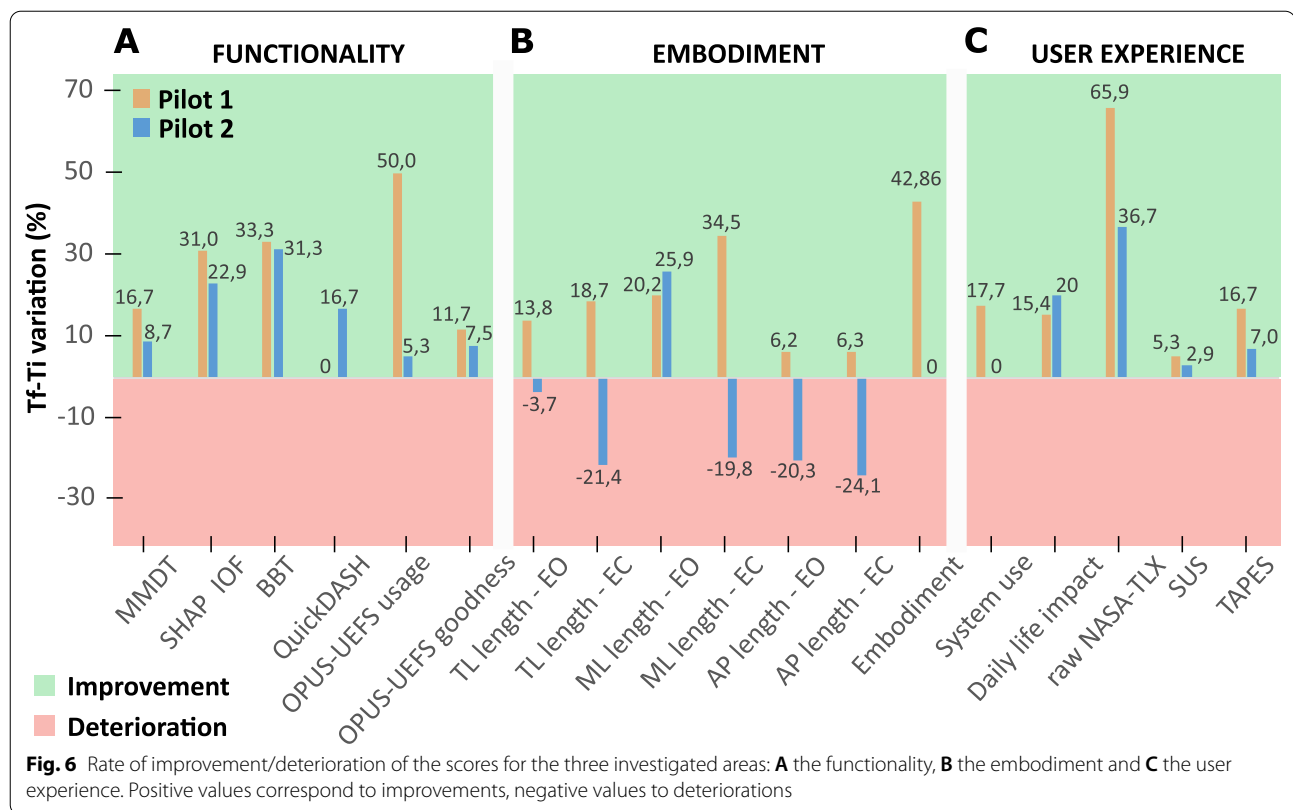 A FUNCTIONALITY
B EMBODIMENT
C USER EXPERIENCE
Tf-Ti variation (%)
70
50
30
10
-10
-30
Pilot 1
Pilot 2
16,7
8,7
31,0
22,9
33,3
31,3
0
16,7
50,0
5,3
11,7
7,5
13,8
-3,7
18,7
-21,4
20,2
25,9
34,5
-19,8
6,2
-20,3
6,3
-24,1
42,86
0
17,7
0
15,4
20
65,9
36,7
5,3
2,9
16,7
7,0
MMDT
SHAP IOF
BBT
QuickDASH
OPUS-UEFS usage
OPUS-UEFS goodness
TL length - EO
TL length - EC
ML length - EO
ML length - EC
AP length - EO
AP length - EC
Embodiment
System use
Daily life impact
raw NASA-TLX
SUS
TAPES
Improvement
Deterioration
Fig. 6 Rate of improvement/deterioration of the scores for the three investigated areas: A the functionality, B the embodiment and C the user
experience. Positive values correspond to improvements, negative values to deteriorations